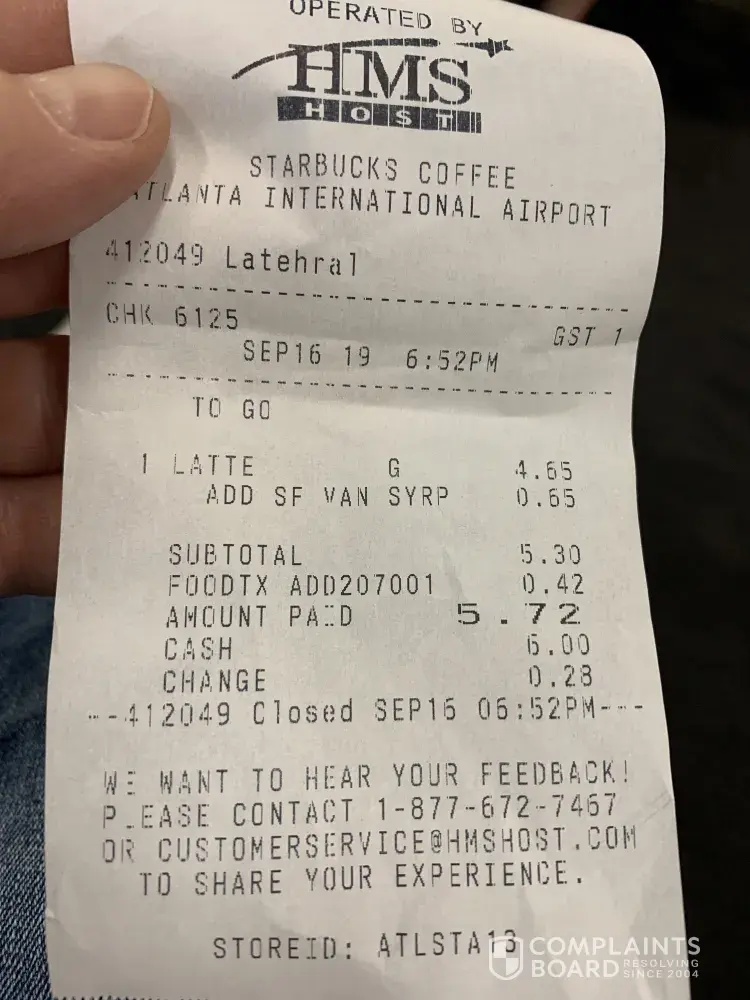 OPERATED BY
HMS
HOST
STARBUCKS COFFEE
ATLANTA INTERNATIONAL AIRPORT
412049 Latehral
CHK 6125 GST 1
SEP16 19 6:52PM
TO GO
1 LATTE G 4.65
ADD SF VAN SYRP 0.65
SUBTOTAL 5.30
FOODTX ADD207001 0.42
AMOUNT PAID 5.72
CASH 6.00
CHANGE 0.28
---412049 Closed SEP16 06:52PM---
WE WANT TO HEAR YOUR FEEDBACK!
PLEASE CONTACT 1-877-672-7467
OR CUSTOMERSERVICE@HMSHOST.COM
TO SHARE YOUR EXPERIENCE.
STOREID: ATLSTA13
COMPLAINTS
BOARD RESOLVING
SINCE 2004